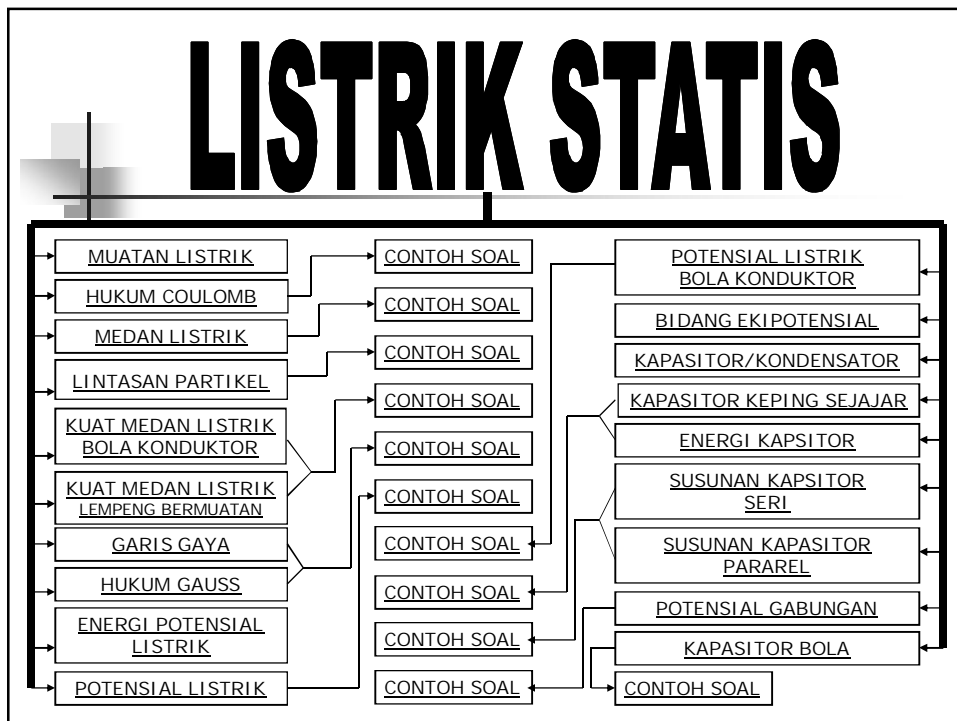 LISTRIK STATIS
MUATAN LISTRIK
HUKUM COULOMB
MEDAN LISTRIK
LINTASAN PARTIKEL
KUAT MEDAN LISTRIK
BOLA KONDUKTOR
KUAT MEDAN LISTRIK
LEMPENG BERMUATAN
GARIS GAYA
HUKUM GAUSS
ENERGI POTENSIAL
LISTRIK
POTENSIAL LISTRIK
CONTOH SOAL
CONTOH SOAL
CONTOH SOAL
CONTOH SOAL
CONTOH SOAL
CONTOH SOAL
CONTOH SOAL
CONTOH SOAL
CONTOH SOAL
CONTOH SOAL
POTENSIAL LISTRIK
BOLA KONDUKTOR
BIDANG EKIPOTENSIAL
KAPASITOR/KONDENSATOR
KAPASITOR KEPING SEJAJAR
ENERGI KAPSITOR
SUSUNAN KAPSITOR
SERI
SUSUNAN KAPASITOR
PARAREL
POTENSIAL GABUNGAN
KAPASITOR BOLA
CONTOH SOAL